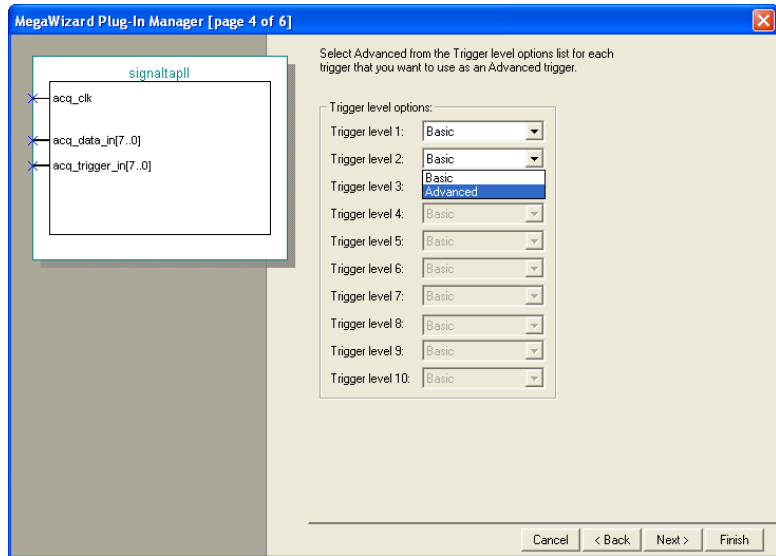 MegaWizard Plug-In Manager [page 4 of 6]
signaltapII
acq_clk
acq_data_in[7..0]
acq_trigger_in[7..0]
Select Advanced from the Trigger level options list for each
trigger that you want to use as an Advanced trigger.
Trigger level options:
Trigger level 1: Basic
Trigger level 2: Basic
Basic
Trigger level 3:
Advanced
Trigger level 4: Basic
Trigger level 5: Basic
Trigger level 6: Basic
Trigger level 7: Basic
Trigger level 8: Basic
Trigger level 9: Basic
Trigger level 10: Basic
Cancel < Back Next > Finish